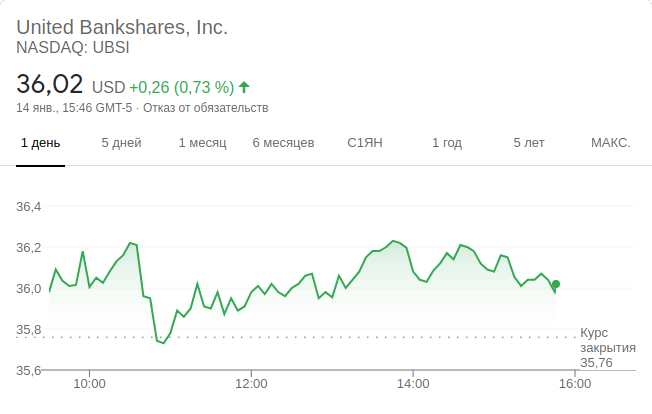 United Bankshares, Inc.
NASDAQ: UBSI
36,02 USD +0,26 (0,73 %)
14 янв., 15:46 GMT-5 · Отказ от обязательств
1 день 5 дней 1 месяц 6 месяцев С1ЯН 1 год 5 лет МАКС.
36,4
36,2
36,0
35,8
Курс
закрытия
35,76
35,6
10:00 12:00 14:00 16:00